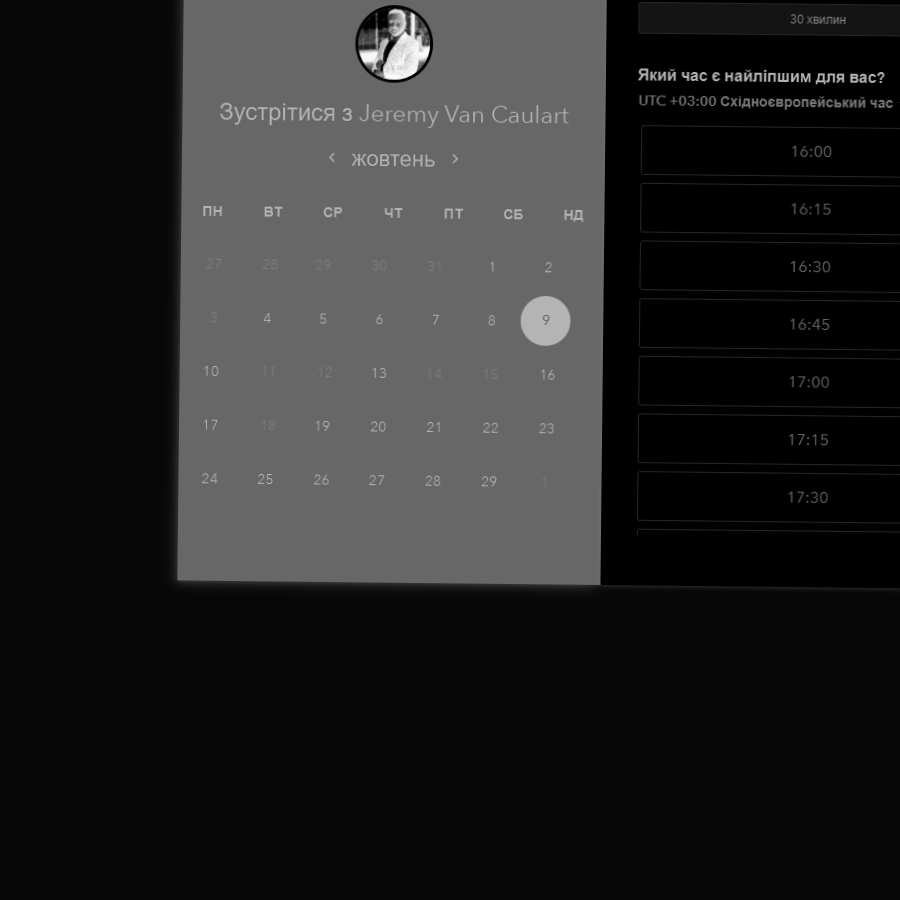 Зустрітися з Jeremy Van Caulart
жовтень
ПН ВТ СР ЧТ ПТ СБ НД
27 28 29 30 31 1 2
3 4 5 6 7 8 9
10 11 12 13 14 15 16
17 18 19 20 21 22 23
24 25 26 27 28 29 1
30 хвилин
Який час є найліпшим для вас?
UTC +03:00 Східноєвропейський час
16:00
16:15
16:30
16:45
17:00
17:15
17:30